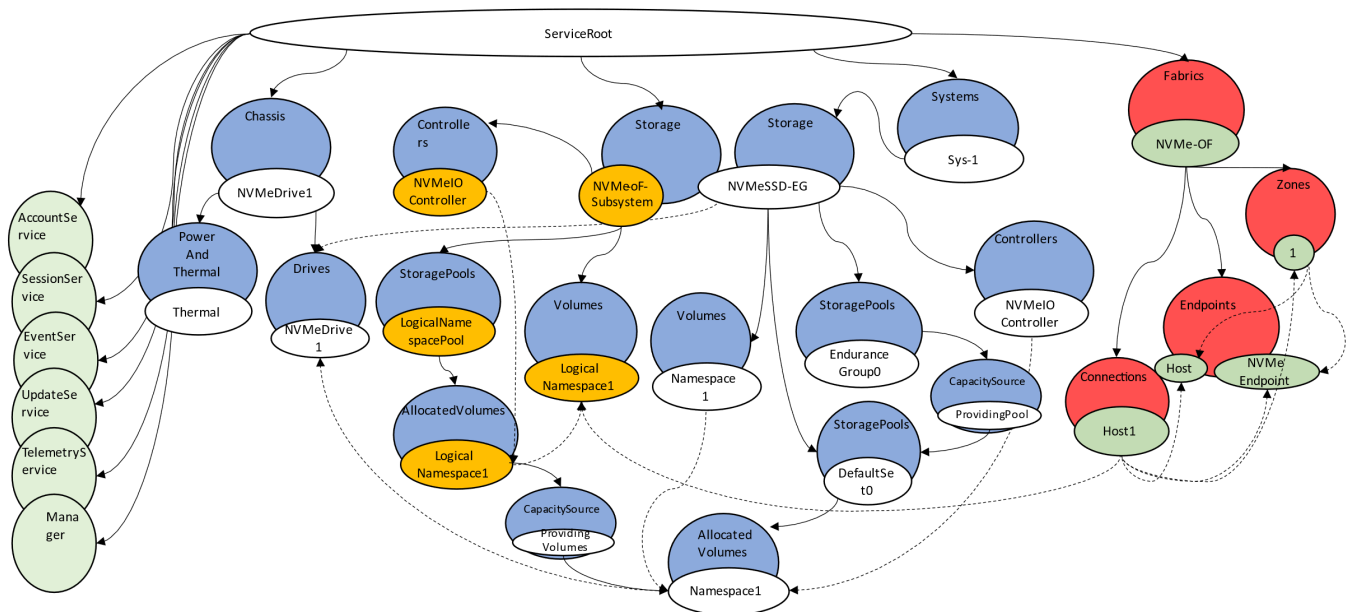 ServiceRoot
Fabrics
NVMe-OF
Systems
Sys-1
Chassis
NVMeDrive1
Controlle
rs
NVMeIO
Controller
Storage
NVMeoF-
Subsystem
Storage
NVMeSSD-EG
Zones
1
AccountSe
rvice
SessionSer
vice
EventServi
ce
UpdateSe
rvice
TelemetryS
ervice
Mana
ger
Power
And
Thermal
Thermal
Drives
NVMeDrive
1
StoragePools
LogicalName
spacePool
Volumes
Logical
Namespace1
Volumes
Namespace
1
StoragePools
Endurance
Group0
Controllers
NVMeIO
Controller
Endpoints
Host
NVMe
Endpoint
Connections
Host1
AllocatedVolumes
Logical
Namespace1
CapacitySource
ProvidingPool
StoragePools
DefaultSe
t0
CapacitySource
Providing
Volumes
Allocated
Volumes
Namespace1